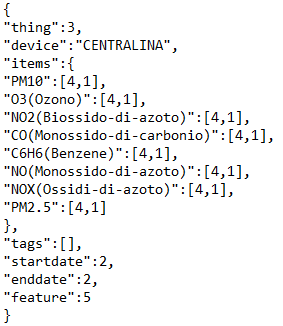 {
"thing":3,
"device":"CENTRALINA",
"items":{
"PM10":[4,1],
"O3(Ozono)":[4,1],
"NO2(Biossido-di-azoto)":[4,1],
"CO(Monossido-di-carbonio)":[4,1],
"C6H6(Benzene)":[4,1],
"NO(Monossido-di-azoto)":[4,1],
"NOX(Ossidi-di-azoto)":[4,1],
"PM2.5":[4,1]
},
"tags":[],
"startdate":2,
"enddate":2,
"feature":5
}